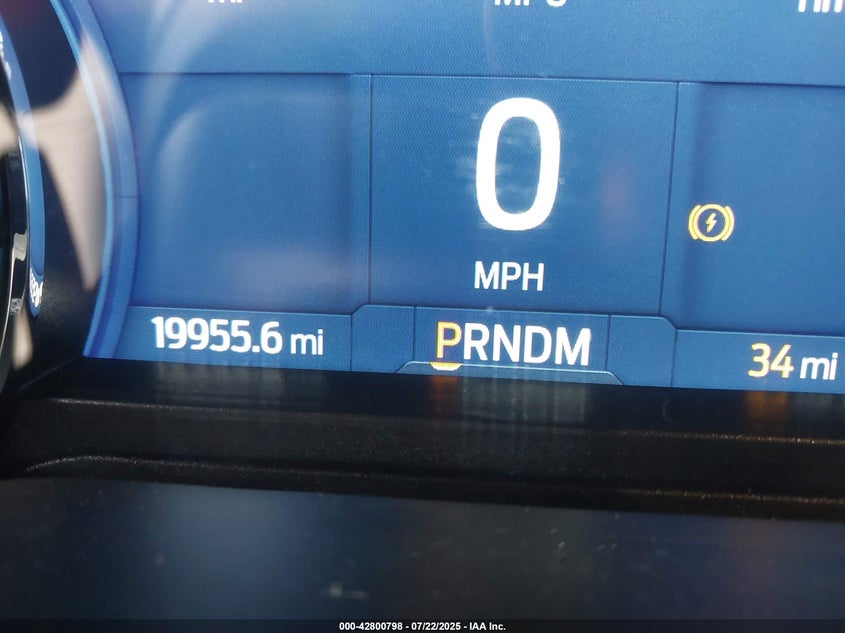 0
MPH
19955.6 mi
PRNDM
34 mi
000-42800798 - 07/22/2025 - IAA Inc.